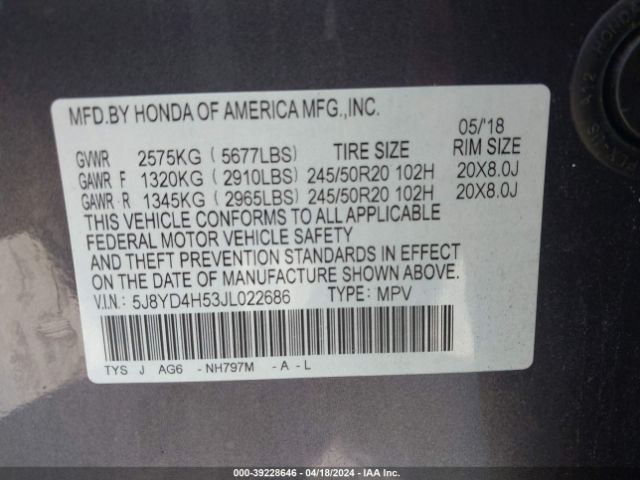 MFD.BY HONDA OF AMERICA MFG.,INC.
05/'18
GVWR 2575KG ( 5677LBS) TIRE SIZE RIM SIZE
GAWR F 1320KG ( 2910LBS) 245/50R20 102H 20X8.0J
GAWR R 1345KG ( 2965LBS) 245/50R20 102H 20X8.0J
THIS VEHICLE CONFORMS TO ALL APPLICABLE
FEDERAL MOTOR VEHICLE SAFETY
AND THEFT PREVENTION STANDARDS IN EFFECT
ON THE DATE OF MANUFACTURE SHOWN ABOVE.
V.I.N.: 5J8YD4H53JL022686 TYPE: MPV
TYS J AG6 - NH797M - A - L
000-39228646 - 04/18/2024 - IAA Inc.